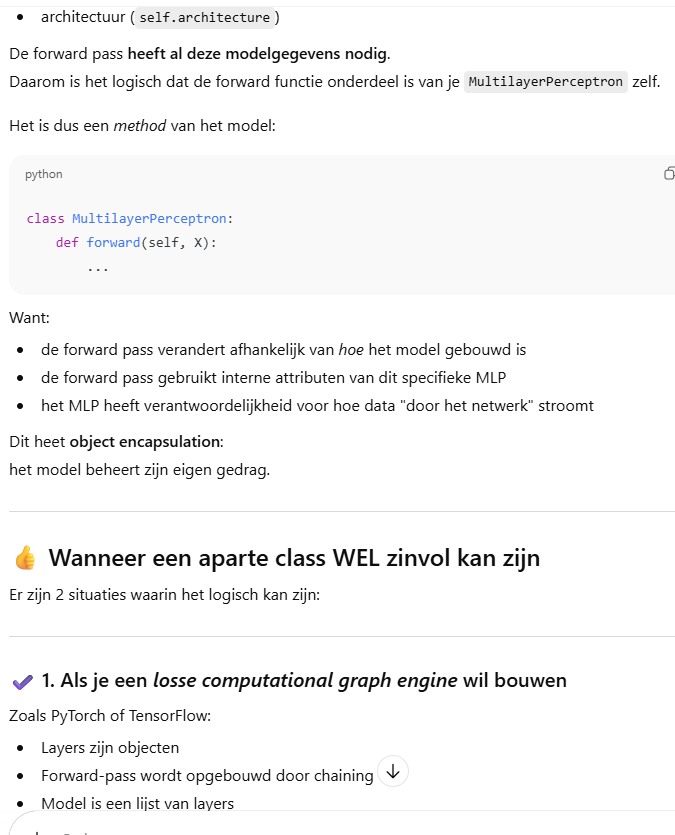 architectuur (self.architecture)
De forward pass heeft al deze modelgegevens nodig.
Daarom is het logisch dat de forward functie onderdeel is van je MultilayerPerceptron zelf.
Het is dus een method van het model:
python
class MultilayerPerceptron:
def forward(self, X):
...
Want:
de forward pass verandert afhankelijk van hoe het model gebouwd is
de forward pass gebruikt interne attributen van dit specifieke MLP
het MLP heeft verantwoordelijkheid voor hoe data "door het netwerk" stroomt
Dit heet object encapsulation:
het model beheert zijn eigen gedrag.
👍 Wanneer een aparte class WEL zinvol kan zijn
Er zijn 2 situaties waarin het logisch kan zijn:
✔ 1. Als je een losse computational graph engine wil bouwen
Zoals PyTorch of TensorFlow:
Layers zijn objecten
Forward-pass wordt opgebouwd door chaining
Model is een lijst van layers